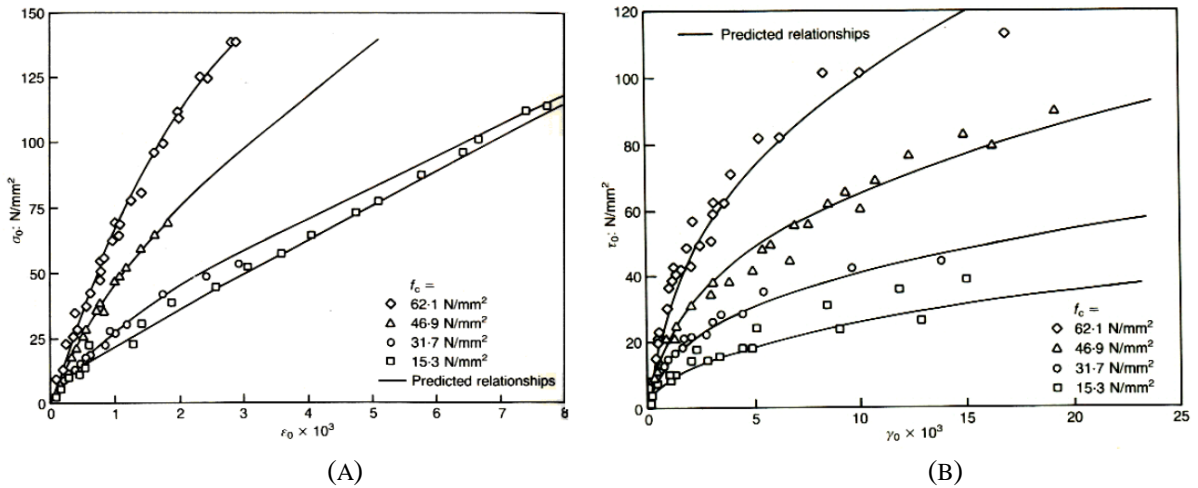 150
125
100
75
50
25
0
σ₀: N/mm²
0 1 2 3 4 5 6 7 8
ε₀ × 10³
f_c =
62·1 N/mm²
46·9 N/mm²
31·7 N/mm²
15·3 N/mm²
Predicted relationships
(A)
120
100
80
60
40
20
0
τ₀: N/mm²
0 5 10 15 20 25
γ₀ × 10³
Predicted relationships
f_c =
62·1 N/mm²
46·9 N/mm²
31·7 N/mm²
15·3 N/mm²
(B)